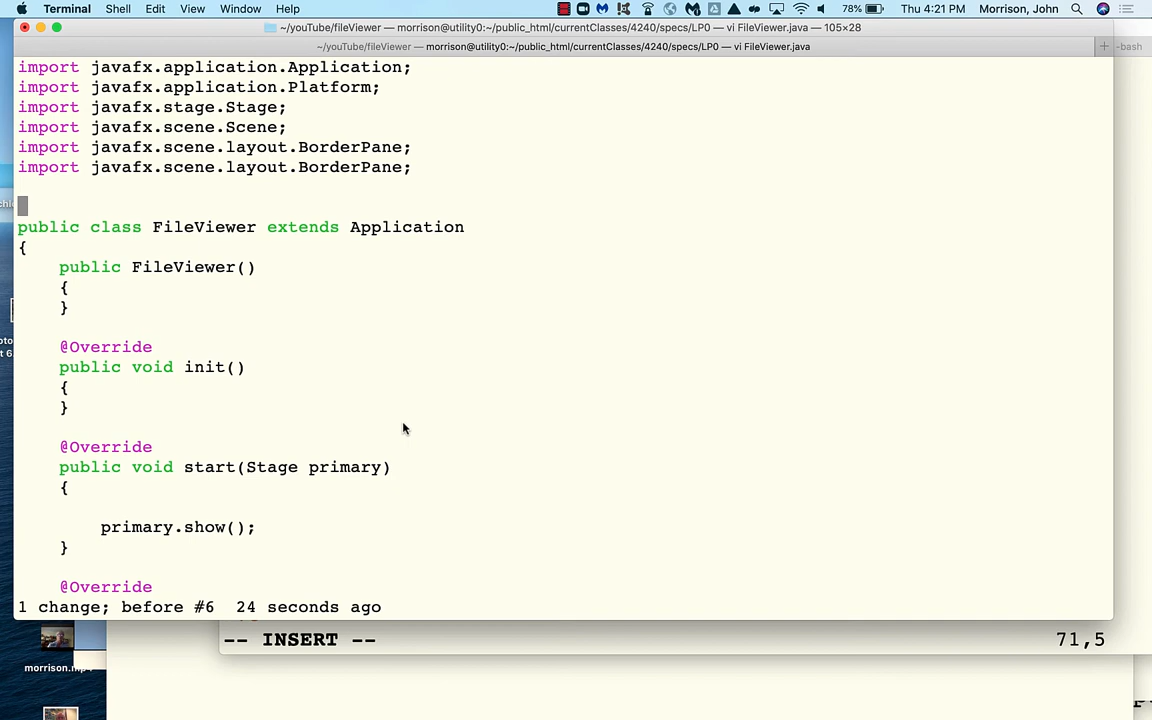 Terminal Shell Edit View Window Help 78% Thu 4:21 PM Morrison, John
~/youTube/fileViewer — morrison@utility0:~/public_html/currentClasses/4240/specs/LP0 — vi FileViewer.java — 105×28
~/youTube/fileViewer — morrison@utility0:~/public_html/currentClasses/4240/specs/LP0 — vi FileViewer.java + -bash
import javafx.application.Application;
import javafx.application.Platform;
import javafx.stage.Stage;
import javafx.scene.Scene;
import javafx.scene.layout.BorderPane;
import javafx.scene.layout.BorderPane;
public class FileViewer extends Application
{
public FileViewer()
{
}
@Override
public void init()
{
}
@Override
public void start(Stage primary)
{
primary.show();
}
@Override
1 change; before #6 24 seconds ago
-- INSERT -- 71,5
morrison.mp4